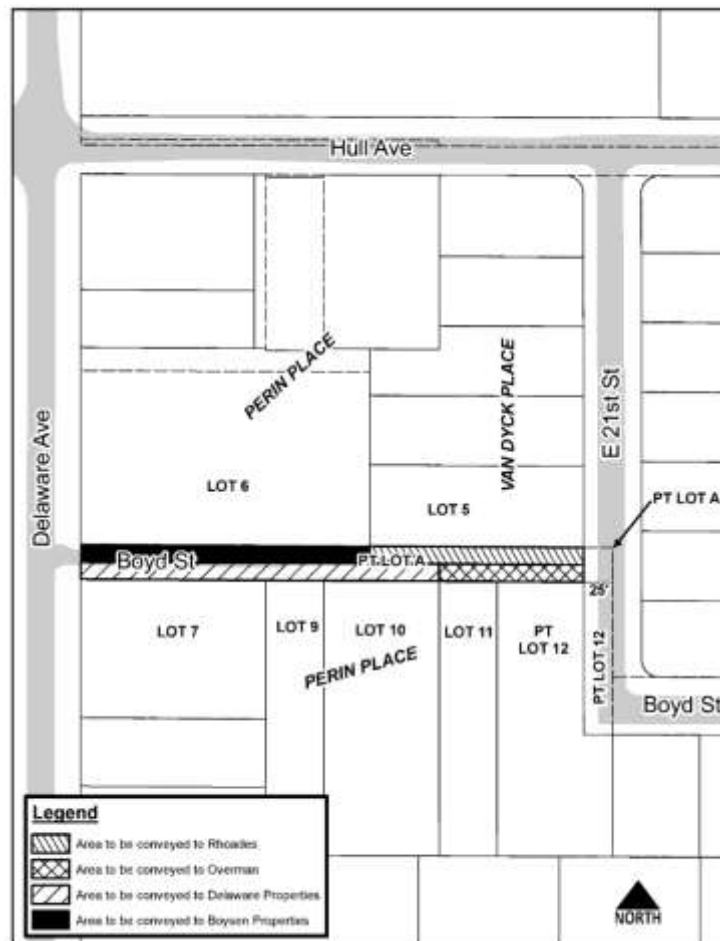 Hull Ave
PERIN PLACE
VAN DYCK PLACE
E 21st St
Delaware Ave
LOT 6
LOT 5
PT LOT A
Boyd St
PT LOT A
25'
LOT 7
LOT 9
LOT 10
LOT 11
PT
LOT 12
PT LOT 12
PERIN PLACE
Boyd St
Legend
Area to be conveyed to Rhoades
Area to be conveyed to Overman
Area to be conveyed to Delaware Properties
Area to be conveyed to Boysen Properties
NORTH